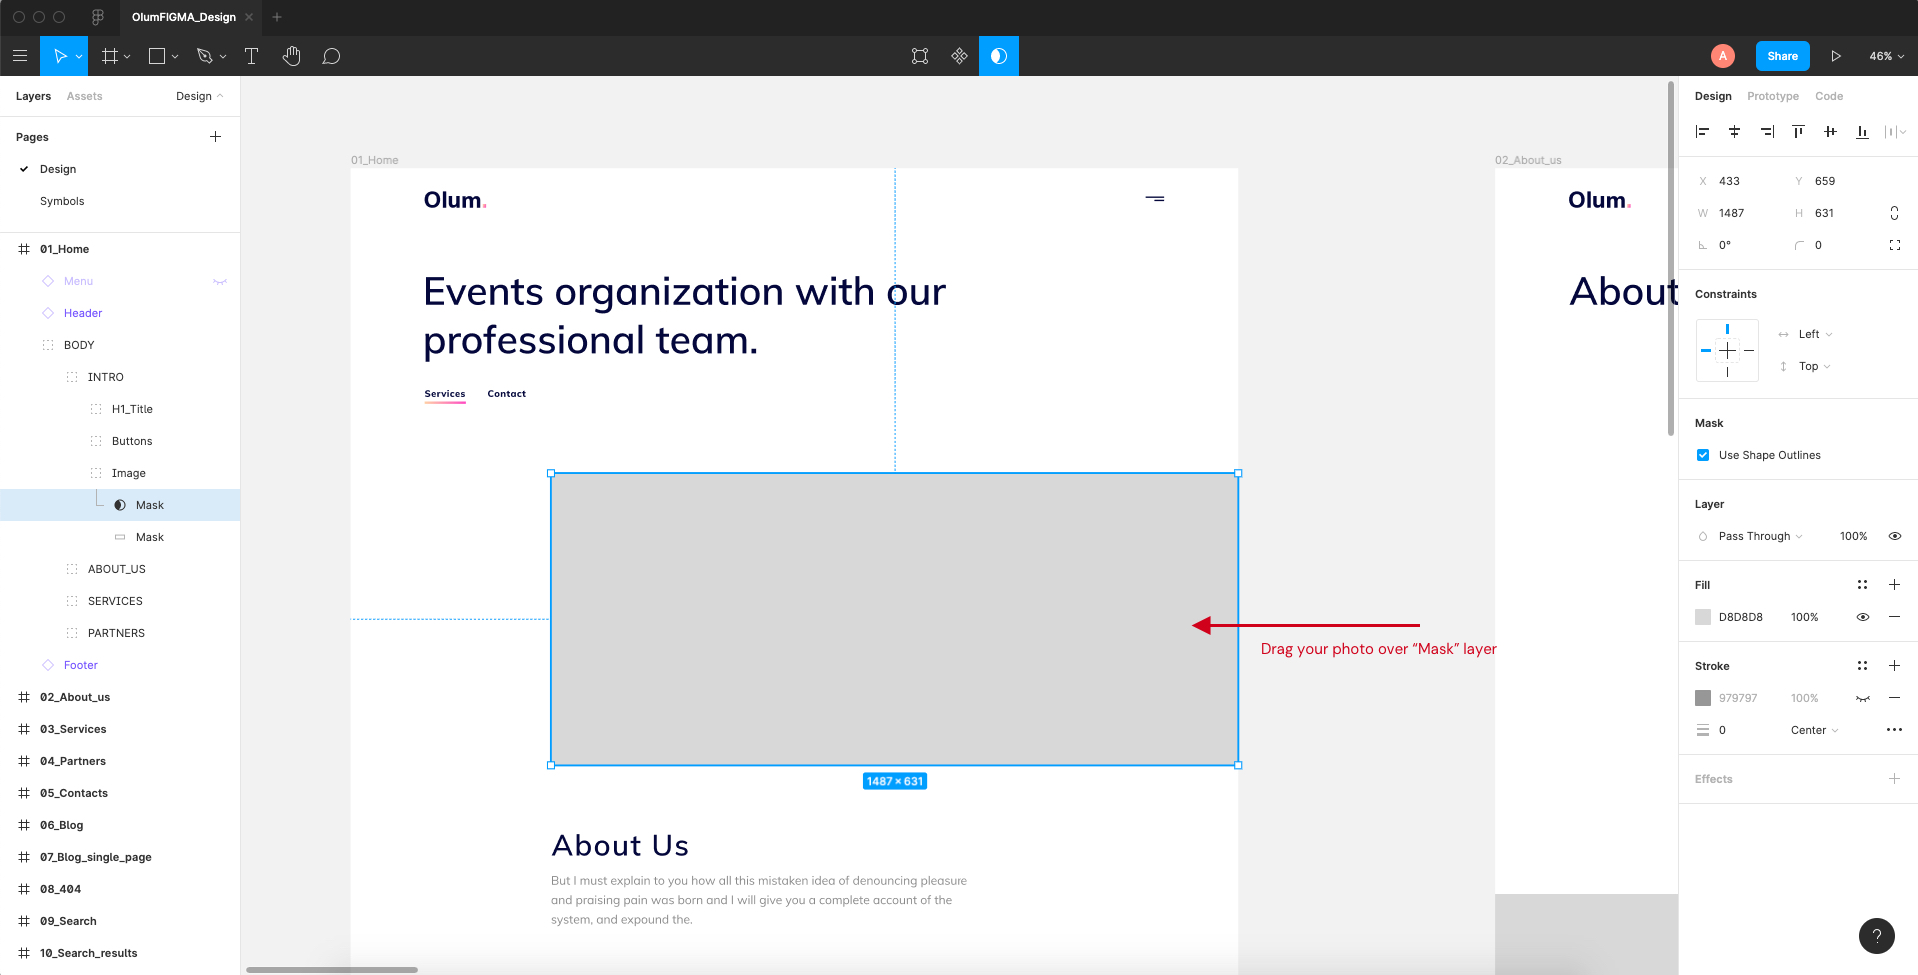 OlumFIGMA_Design
A
Share
46%
Layers
Assets
Design
Pages
Design
Symbols
01_Home
Menu
Header
BODY
INTRO
H1_Title
Buttons
Image
Mask
Mask
ABOUT_US
SERVICES
PARTNERS
Footer
02_About_us
03_Services
04_Partners
05_Contacts
06_Blog
07_Blog_single_page
08_404
09_Search
10_Search_results
01_Home
Olum.
Events organization with our
professional team.
Services
Contact
Drag your photo over “Mask” layer
1487 × 631
About Us
But I must explain to you how all this mistaken idea of denouncing pleasure
and praising pain was born and I will give you a complete account of the
system, and expound the.
02_About_us
Olum.
About
Design
Prototype
Code
X 433
Y 659
W 1487
H 631
0°
0
Constraints
Left
Top
Mask
Use Shape Outlines
Layer
Pass Through
100%
Fill
D8D8D8
100%
Stroke
979797
100%
0
Center
Effects
?